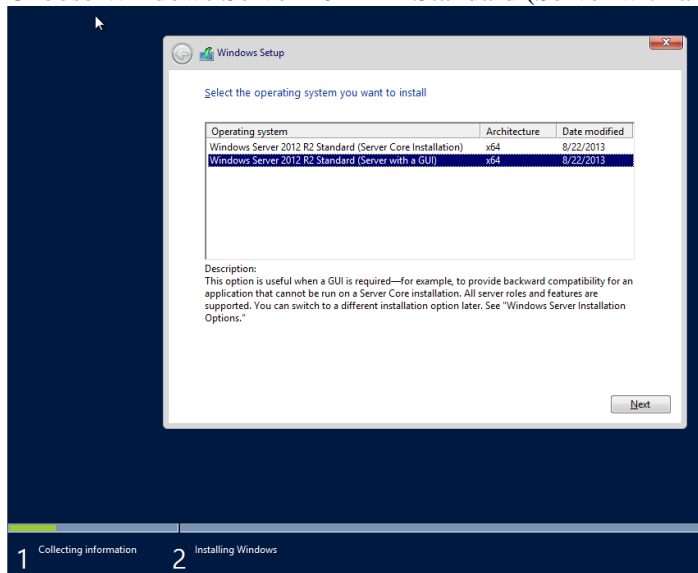 Windows Setup
Select the operating system you want to install
Operating system Architecture Date modified
Windows Server 2012 R2 Standard (Server Core Installation) x64 8/22/2013
Windows Server 2012 R2 Standard (Server with a GUI) x64 8/22/2013
Description:
This option is useful when a GUI is required—for example, to provide backward compatibility for an
application that cannot be run on a Server Core installation. All server roles and features are
supported. You can switch to a different installation option later. See "Windows Server Installation
Options."
Next
1 Collecting information 2 Installing Windows